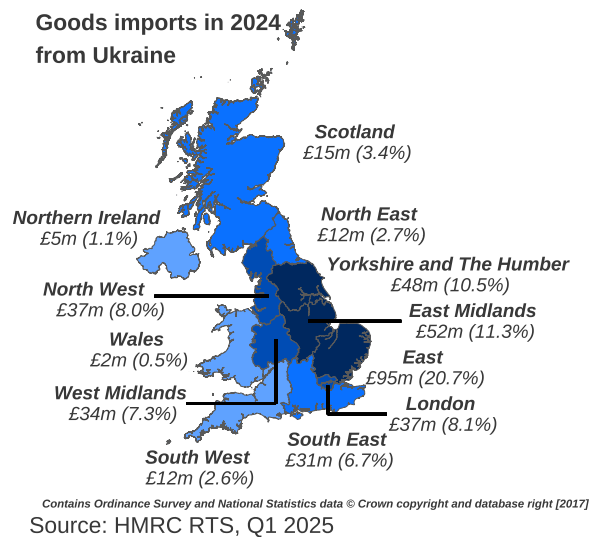 Goods imports in 2024
from Ukraine
Scotland
£15m (3.4%)
Northern Ireland
£5m (1.1%)
North East
£12m (2.7%)
Yorkshire and The Humber
£48m (10.5%)
North West
£37m (8.0%)
East Midlands
£52m (11.3%)
Wales
£2m (0.5%)
East
£95m (20.7%)
West Midlands
£34m (7.3%)
London
£37m (8.1%)
South East
£31m (6.7%)
South West
£12m (2.6%)
Contains Ordinance Survey and National Statistics data © Crown copyright and database right [2017]
Source: HMRC RTS, Q1 2025